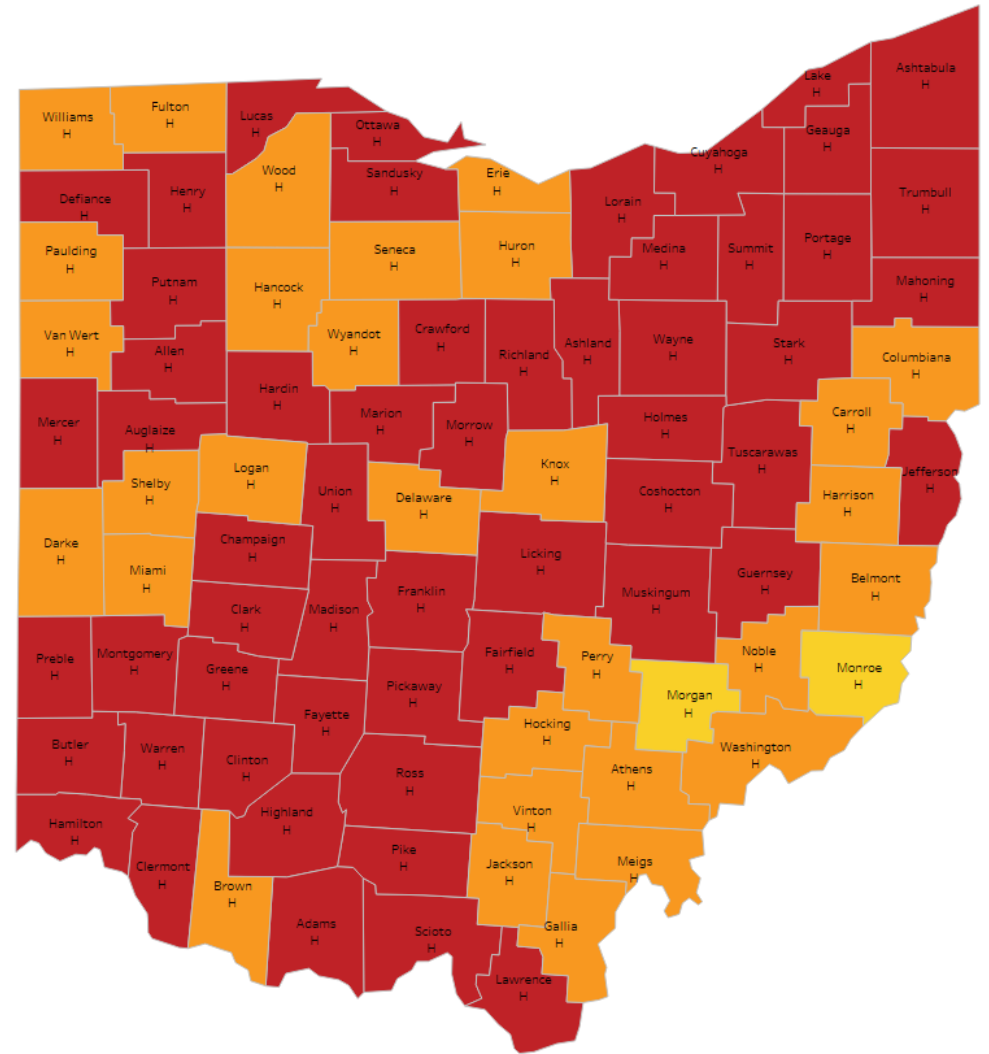 Ashtabula
H
Lake
H
Williams
H
Fulton
H
Lucas
H
Ottawa
H
Geauga
H
Cuyahoga
H
Wood
H
Sandusky
H
Erie
H
Defiance
H
Henry
H
Lorain
H
Trumbull
H
Paulding
H
Seneca
H
Huron
H
Medina
H
Summit
H
Portage
H
Putnam
H
Hancock
H
Mahoning
H
Van Wert
H
Allen
H
Wyandot
H
Crawford
H
Richland
H
Ashland
H
Wayne
H
Stark
H
Columbiana
H
Mercer
H
Auglaize
H
Hardin
H
Marion
H
Morrow
H
Holmes
H
Tuscarawas
H
Carroll
H
Jefferson
H
Shelby
H
Logan
H
Union
H
Delaware
H
Knox
H
Coshocton
H
Harrison
H
Darke
H
Miami
H
Champaign
H
Licking
H
Guernsey
H
Belmont
H
Clark
H
Madison
H
Franklin
H
Muskingum
H
Preble
H
Montgomery
H
Greene
H
Fairfield
H
Perry
H
Noble
H
Monroe
H
Fayette
H
Pickaway
H
Morgan
H
Butler
H
Warren
H
Clinton
H
Hocking
H
Washington
H
Ross
H
Athens
H
Hamilton
H
Highland
H
Vinton
H
Clermont
H
Brown
H
Pike
H
Jackson
H
Meigs
H
Adams
H
Scioto
H
Gallia
H
Lawrence
H